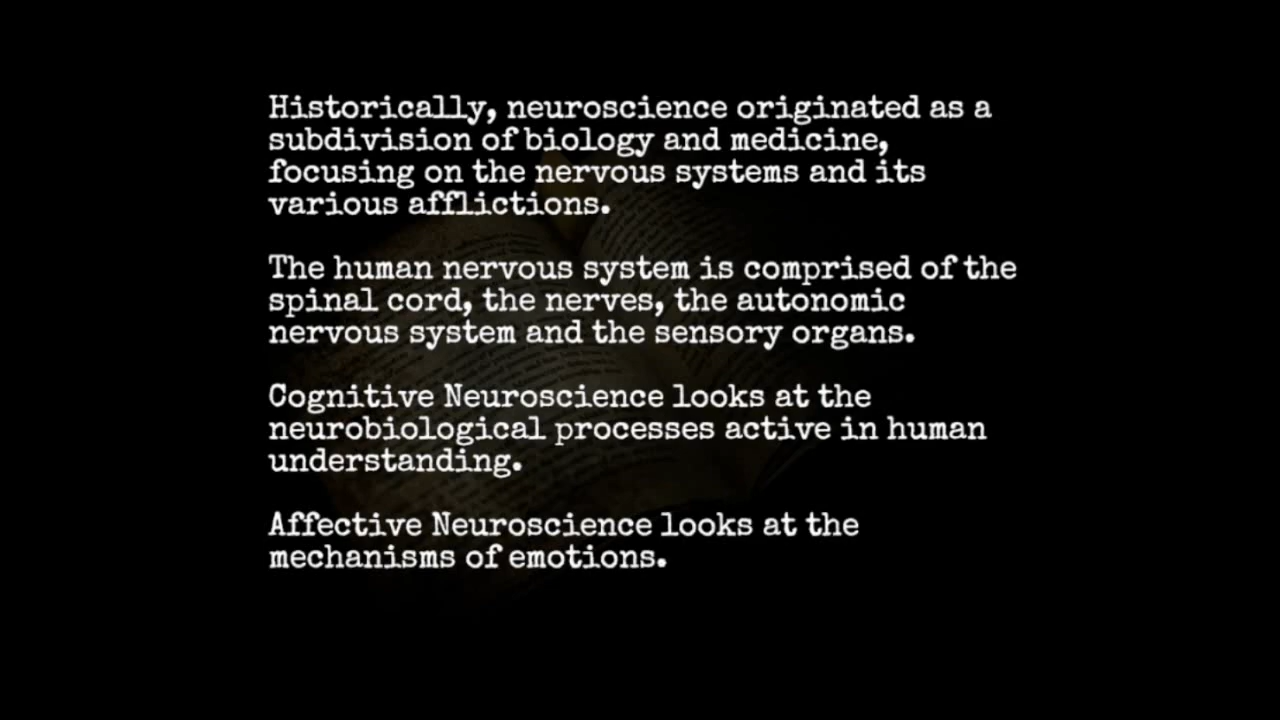 Historically, neuroscience originated as a
subdivision of biology and medicine,
focusing on the nervous systems and its
various afflictions.
The human nervous system is comprised of the
spinal cord, the nerves, the autonomic
nervous system and the sensory organs.
Cognitive Neuroscience looks at the
neurobiological processes active in human
understanding.
Affective Neuroscience looks at the
mechanisms of emotions.